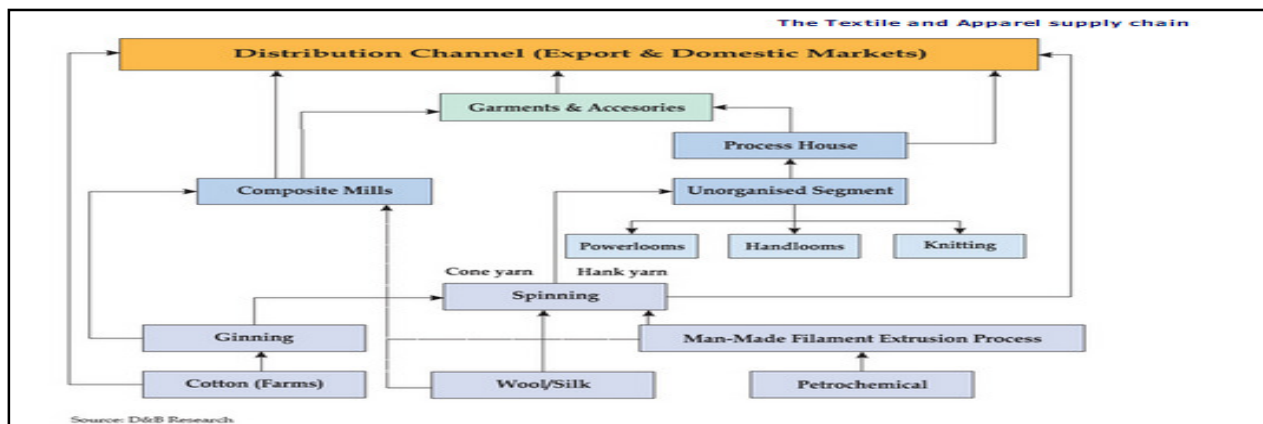 The Textile and Apparel supply chain
Distribution Channel (Export & Domestic Markets)
Garments & Accesories
Process House
Composite Mills
Unorganised Segment
Powerlooms
Handlooms
Knitting
Cone yarn
Hank yarn
Spinning
Ginning
Man-Made Filament Extrusion Process
Cotton (Farms)
Wool/Silk
Petrochemical
Source: D&B Research